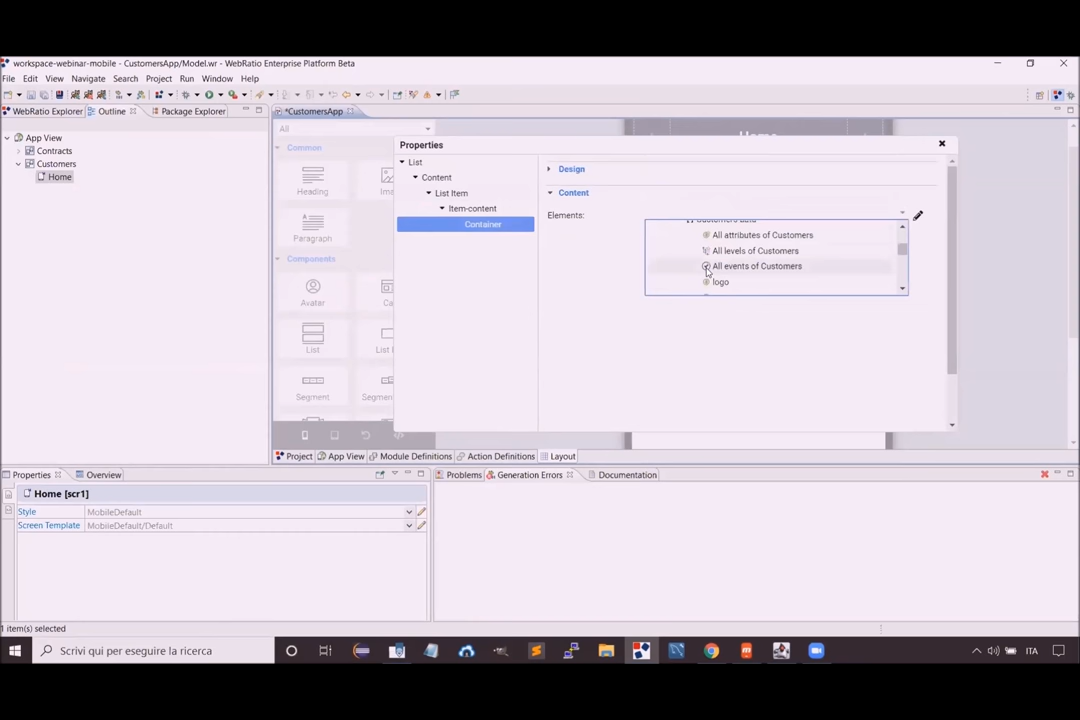 workspace-webinar-mobile - CustomersApp/Model.wr - WebRatio Enterprise Platform Beta
File Edit View Navigate Search Project Run Window Help
WebRatio Explorer Outline Package Explorer *CustomersApp
App View
Contracts
Customers
Home
All
Common
Heading
Paragraph
Components
Avatar
List
Segment
Home
Properties
List
Content
List Item
Item-content
Container
Design
Content
Elements:
All attributes of Customers
All levels of Customers
All events of Customers
logo
Project App View Module Definitions Action Definitions Layout
Properties Overview
Home [scr1]
Style MobileDefault
Screen Template MobileDefault/Default
Problems Generation Errors Documentation
1 item(s) selected
Scrivi qui per eseguire la ricerca
ITA